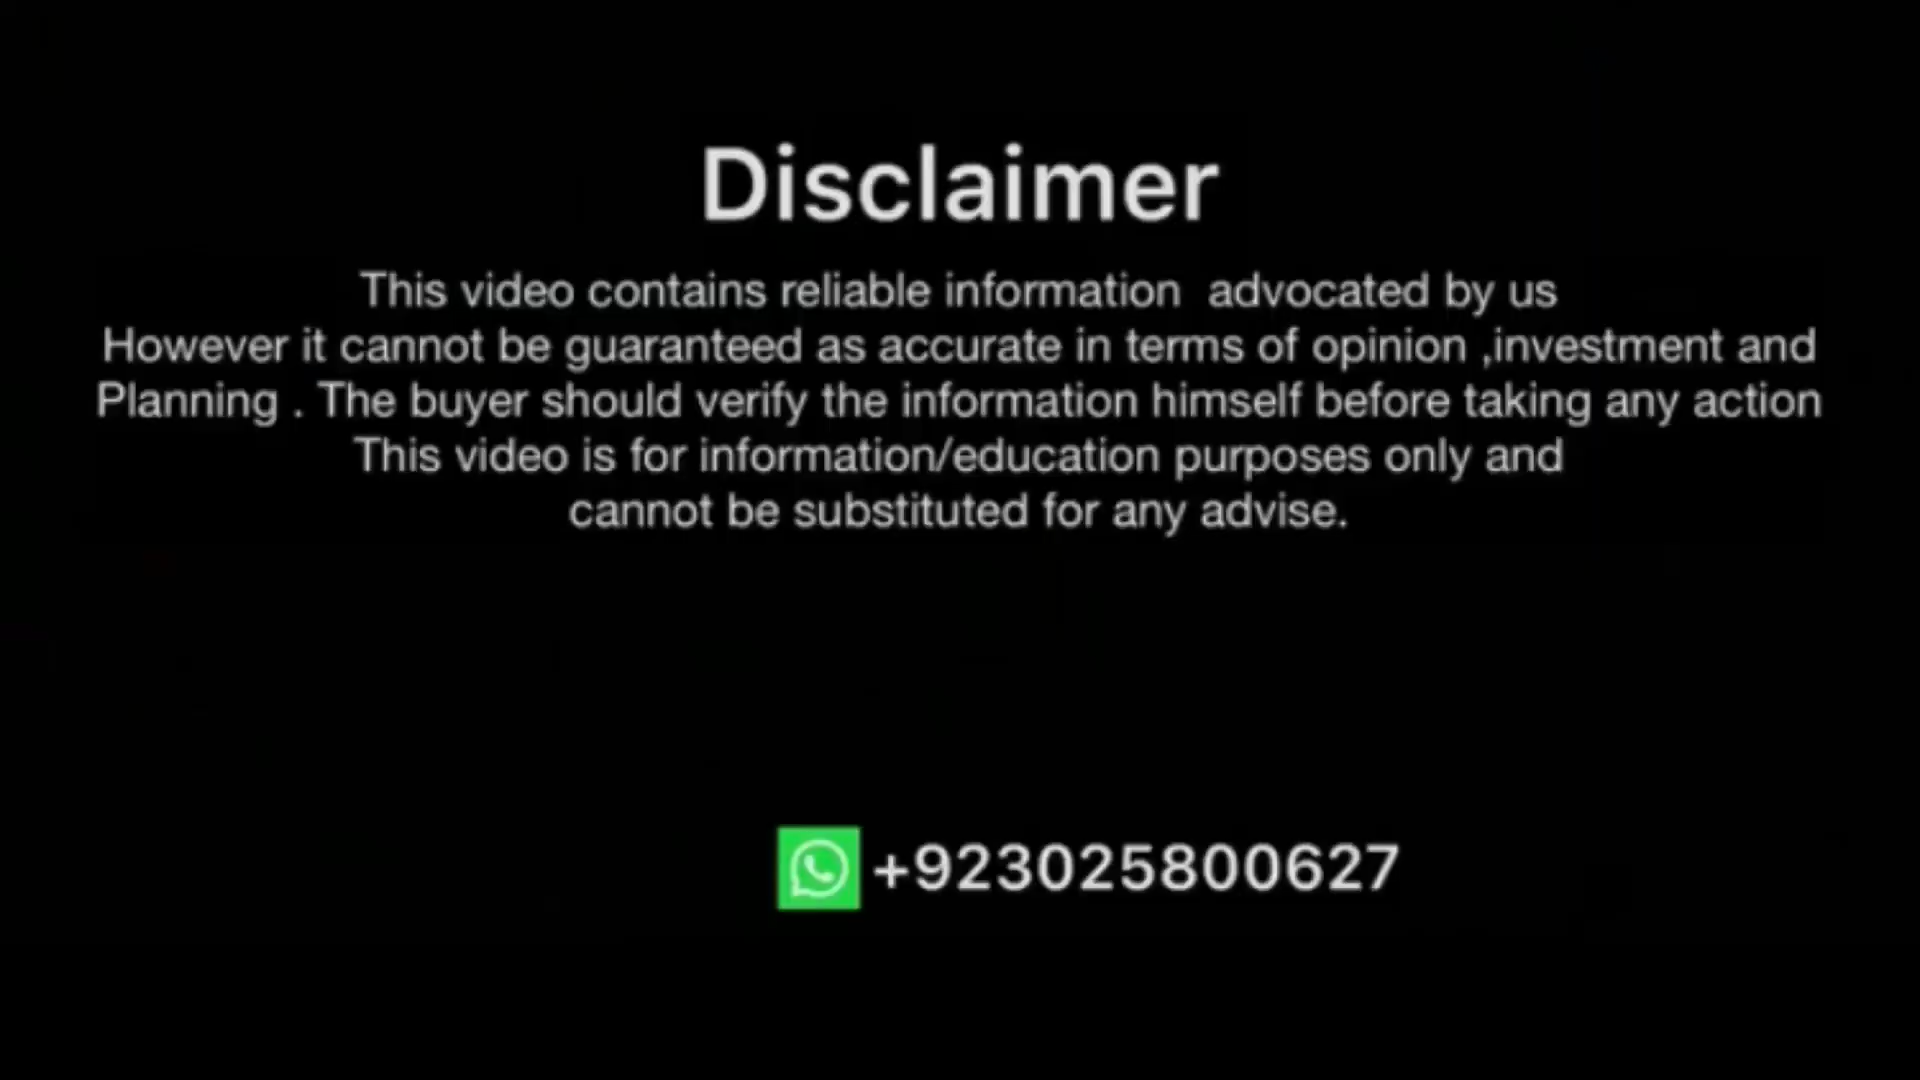 Disclaimer
This video contains reliable information  advocated by us
However it cannot be guaranteed as accurate in terms of opinion ,investment and
Planning . The buyer should verify the information himself before taking any action
This video is for information/education purposes only and
cannot be substituted for any advise.
+923025800627